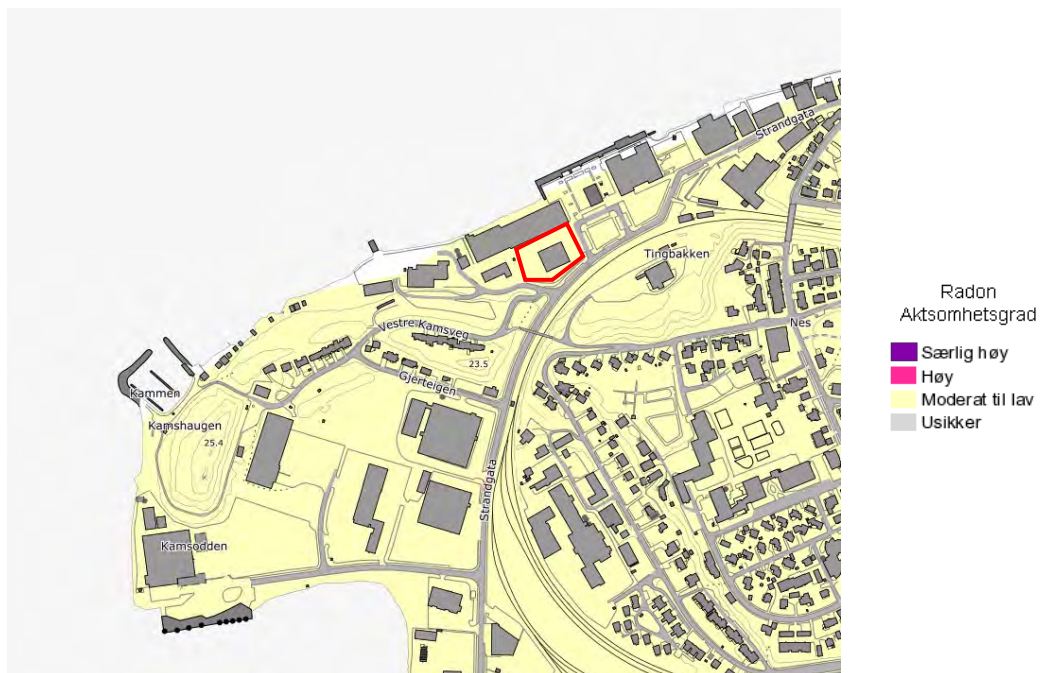 Strandgata
Tingbakken
Vestre Kamsveg
Nes
23.5
Gjerteigen
Kammen
Kamshaugen
25.4
Strandgata
Kamsodden
Radon
Aktsomhetsgrad
Særlig høy
Høy
Moderat til lav
Usikker